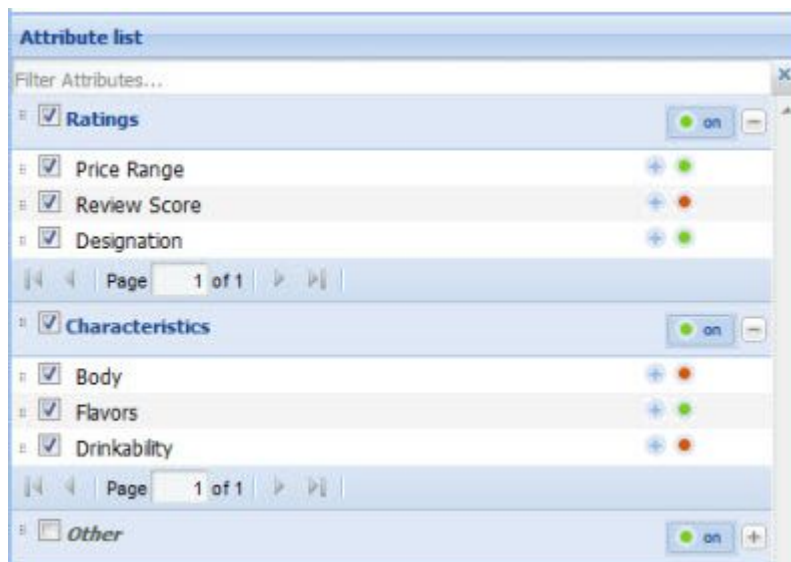 Attribute list
Filter Attributes...
Ratings on
Price Range
Review Score
Designation
Page 1 of 1
Characteristics on
Body
Flavors
Drinkability
Page 1 of 1
Other on